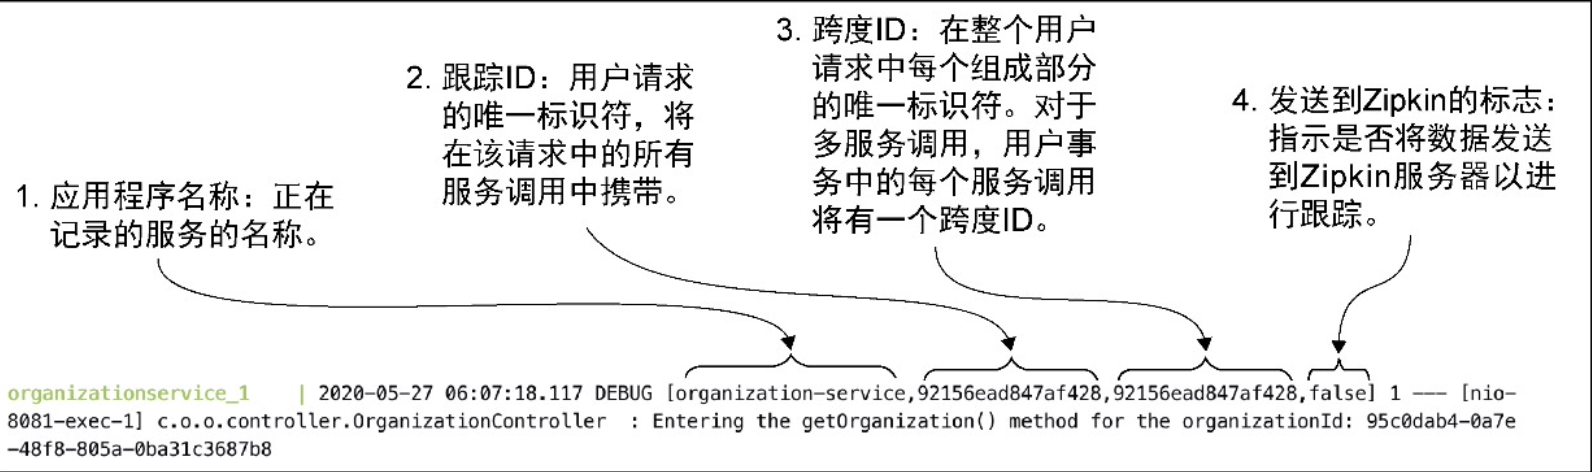 1. 应用程序名称：正在
记录的服务的名称。
2. 跟踪ID：用户请求
的唯一标识符，将
在该请求中的所有
服务调用中携带。
3. 跨度ID：在整个用户
请求中每个组成部分
的唯一标识符。对于
多服务调用，用户事
务中的每个服务调用
将有一个跨度ID。
4. 发送到Zipkin的标志：
指示是否将数据发送
到Zipkin服务器以进
行跟踪。
organizationservice_1 | 2020-05-27 06:07:18.117 DEBUG [organization-service,92156ead847af428,92156ead847af428,false] 1 --- [nio-
8081-exec-1] c.o.o.controller.OrganizationController : Entering the getOrganization() method for the organizationId: 95c0dab4-0a7e
-48f8-805a-0ba31c3687b8